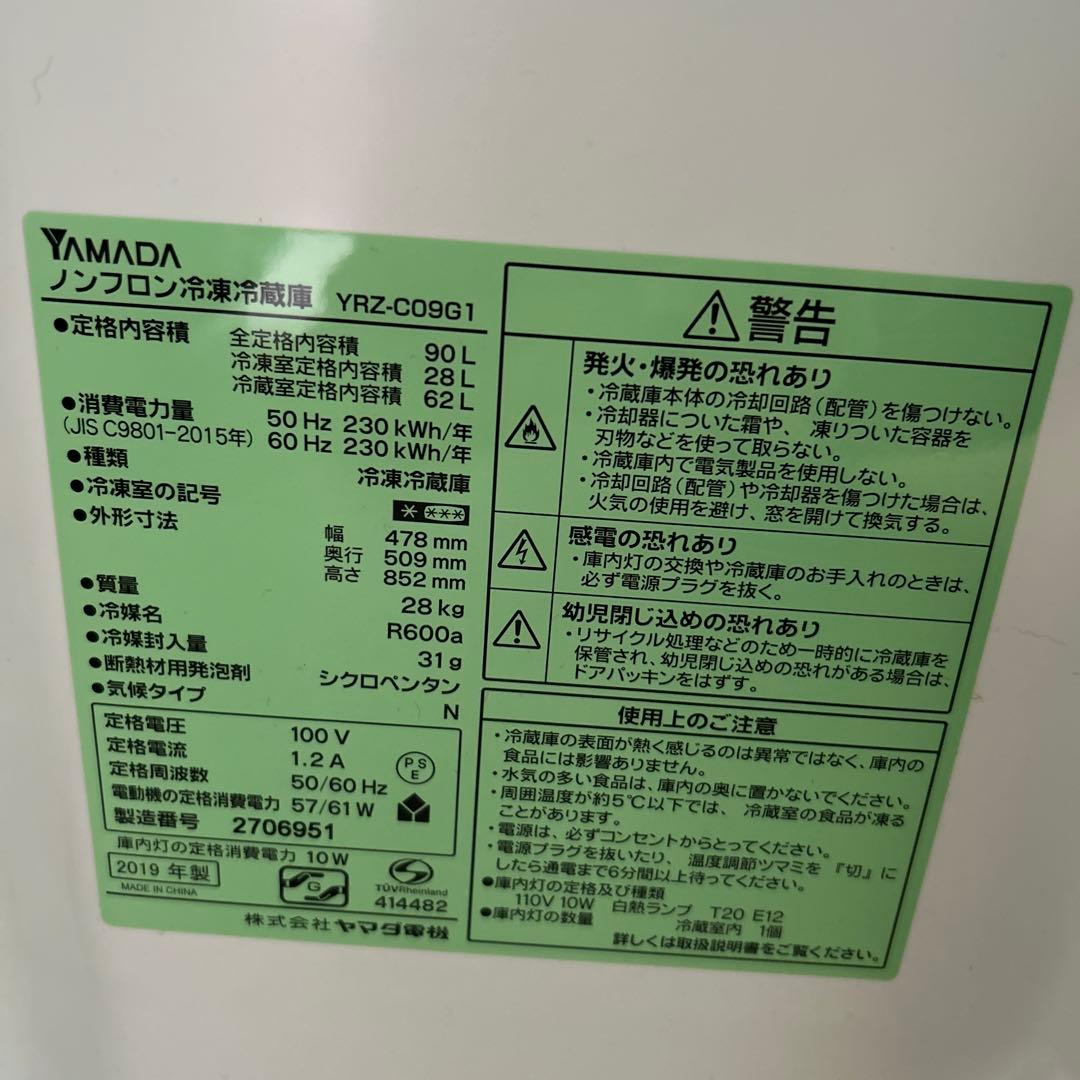 YAMADA
ノンフロン冷凍冷蔵庫 YRZ-C09G1
●定格内容積 全定格内容積 90 L
冷凍室定格内容積 28 L
冷蔵室定格内容積 62 L
●消費電力量 50 Hz 230 kWh/年
(JIS C9801-2015年) 60 Hz 230 kWh/年
●種類 冷凍冷蔵庫
●冷凍室の記号
●外形寸法 幅 478 mm
奥行 509 mm
高さ 852 mm
●質量 28 kg
●冷媒名 R600a
●冷媒封入量 31 g
●断熱材用発泡剤 シクロペンタン
●気候タイプ N
定格電圧 100 V
定格電流 1.2 A
定格周波数 50/60 Hz
電動機の定格消費電力 57/61 W
製造番号 2706951
庫内灯の定格消費電力 10W
PS
E
2019 年製
MADE IN CHINA
G
TÜVRheinland
414482
株式会社 ヤマダ電機
警告
発火・爆発の恐れあり
・冷蔵庫本体の冷却回路(配管)を傷つけない。
・冷却器についた霜や、凍りついた容器を
刃物などを使って取らない。
・冷蔵庫内で電気製品を使用しない。
・冷却回路(配管)や冷却器を傷つけた場合は、
火気の使用を避け、窓を開けて換気する。
感電の恐れあり
・庫内灯の交換や冷蔵庫のお手入れのときは、
必ず電源プラグを抜く。
幼児閉じ込めの恐れあり
・リサイクル処理などのため一時的に冷蔵庫を
保管され、幼児閉じ込めの恐れがある場合は、
ドアパッキンをはずす。
使用上のご注意
・冷蔵庫の表面が熱く感じるのは異常ではなく、庫内の
食品には影響ありません。
・水気の多い食品は、庫内の奥に置かないでください。
・周囲温度が約5℃以下では、冷蔵室の食品が凍る
ことがあります。
・電源は、必ずコンセントからとってください。
・電源プラグを抜いたり、温度調節ツマミを『切』に
したら通電まで6分間以上待ってください。
●庫内灯の定格及び種類
110V 10W 白熱ランプ T20 E12
●庫内灯の数量 冷蔵室内 1個
詳しくは取扱説明書をご覧ください。